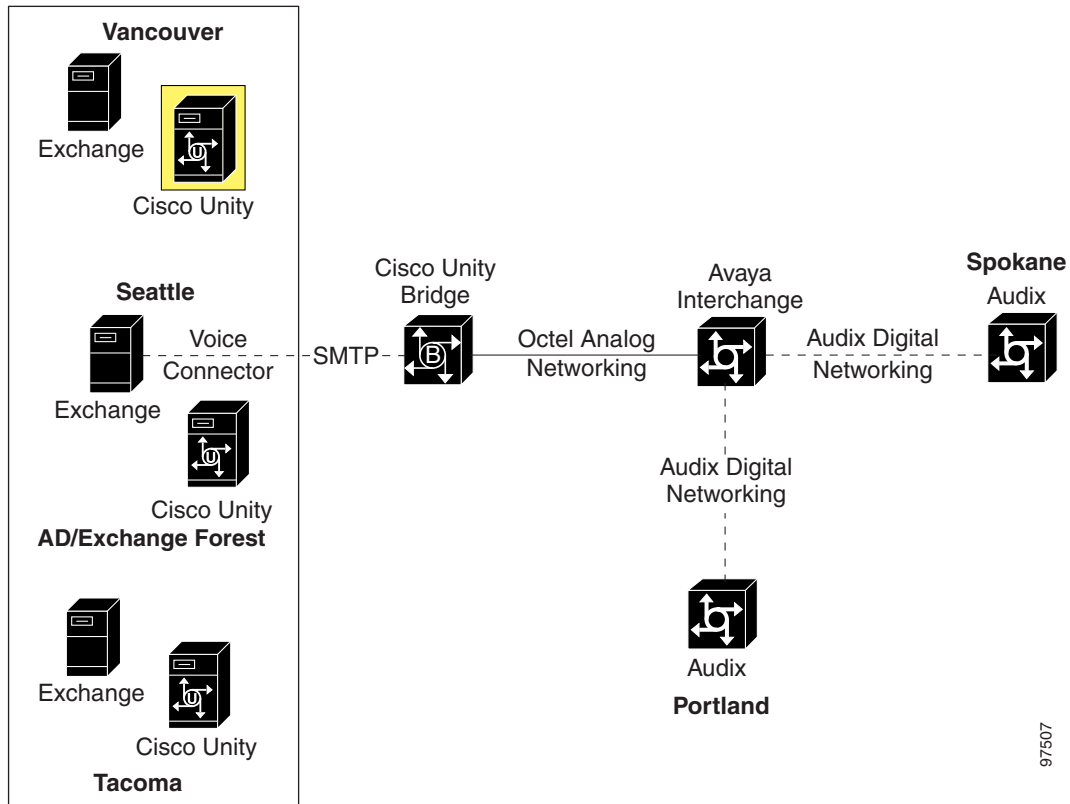 Vancouver
Exchange
U
Cisco Unity
Seattle
Voice
Connector
SMTP
Exchange
U
Cisco Unity
AD/Exchange Forest
Exchange
U
Cisco Unity
Tacoma
Cisco Unity
Bridge
B
Octel Analog
Networking
Avaya
Interchange
Audix Digital
Networking
Spokane
Audix
Audix Digital
Networking
Audix
Portland
97507